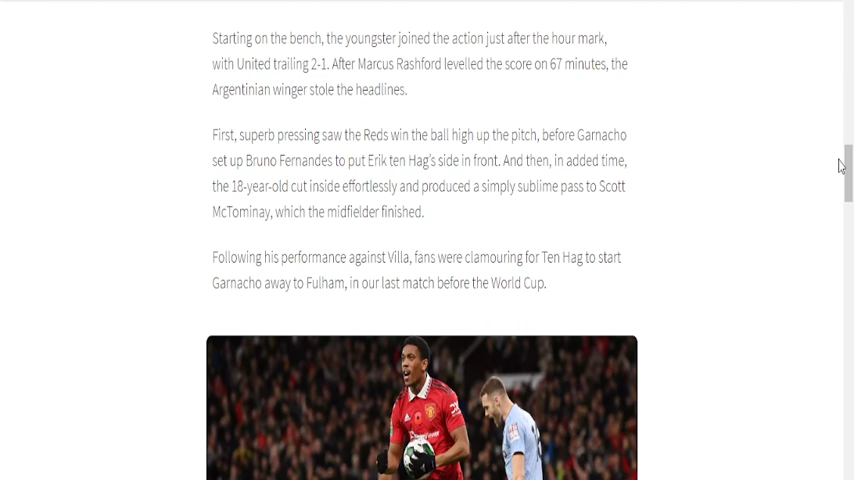 Starting on the bench, the youngster joined the action just after the hour mark,
with United trailing 2-1. After Marcus Rashford levelled the score on 67 minutes, the
Argentinian winger stole the headlines.
First, superb pressing saw the Reds win the ball high up the pitch, before Garnacho
set up Bruno Fernandes to put Erik ten Hag's side in front. And then, in added time,
the 18-year-old cut inside effortlessly and produced a simply sublime pass to Scott
McTominay, which the midfielder finished.
Following his performance against Villa, fans were clamouring for Ten Hag to start
Garnacho away to Fulham, in our last match before the World Cup.